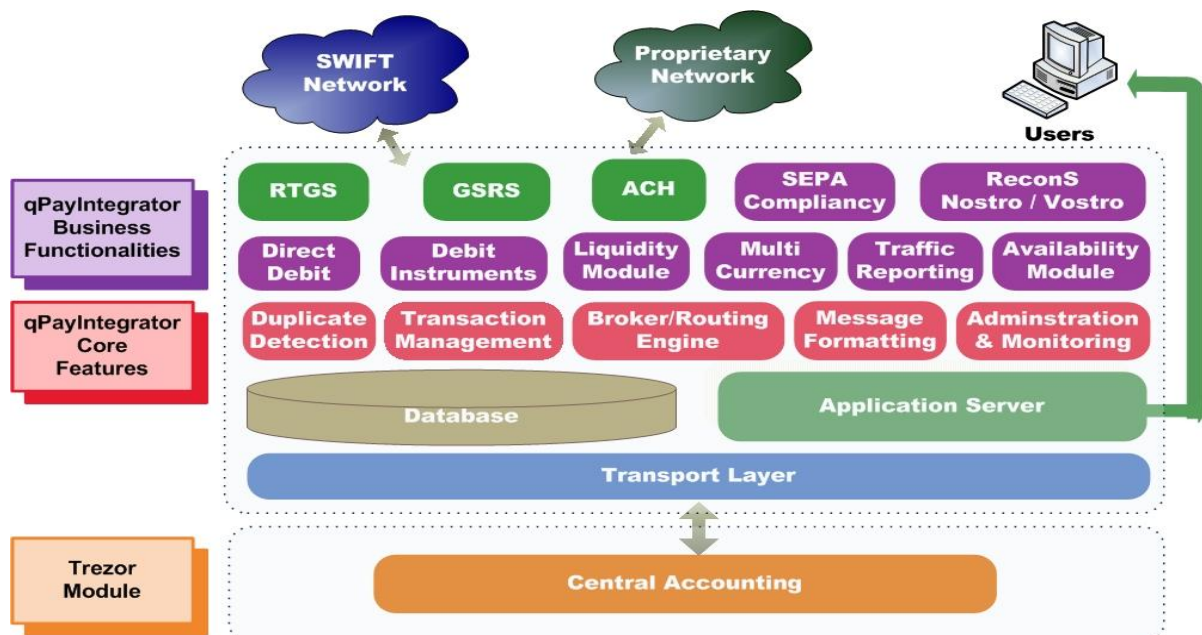 SWIFT
Network
Proprietary
Network
Users
qPayIntegrator
Business
Functionalities
RTGS
GSRS
ACH
SEPA
Compliancy
ReconS
Nostro / Vostro
Direct
Debit
Debit
Instruments
Liquidity
Module
Multi
Currency
Traffic
Reporting
Availability
Module
qPayIntegrator
Core
Features
Duplicate
Detection
Transaction
Management
Broker/Routing
Engine
Message
Formatting
Adminstration
& Monitoring
Database
Application Server
Transport Layer
Trezor
Module
Central Accounting